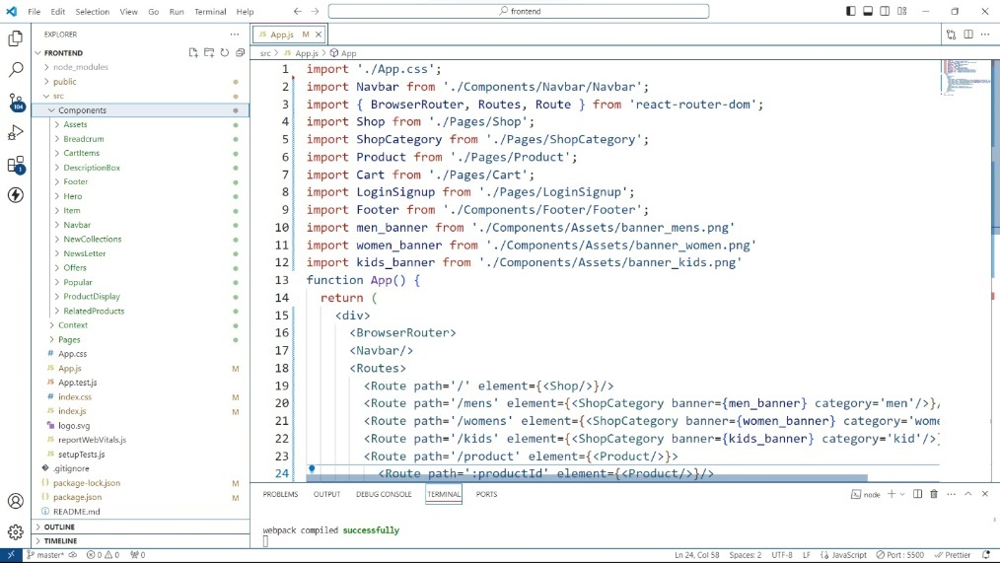 File Edit Selection View Go Run Terminal Help
frontend
EXPLORER
FRONTEND
node_modules
public
src
Components
Assets
Breadcrum
CartItems
DescriptionBox
Footer
Hero
Item
Navbar
NewCollections
NewsLetter
Offers
Popular
ProductDisplay
RelatedProducts
Context
Pages
# App.css
JS App.js M
JS App.test.js
# index.css M
JS index.js M
logo.svg
JS reportWebVitals.js
JS setupTests.js
.gitignore
{} package-lock.json M
{} package.json M
README.md
OUTLINE
TIMELINE
104
1
JS App.js M
src > JS App.js > App
1 import './App.css';
2 import Navbar from './Components/Navbar/Navbar';
3 import { BrowserRouter, Routes, Route } from 'react-router-dom';
4 import Shop from './Pages/Shop';
5 import ShopCategory from './Pages/ShopCategory';
6 import Product from './Pages/Product';
7 import Cart from './Pages/Cart';
8 import LoginSignup from './Pages/LoginSignup';
9 import Footer from './Components/Footer/Footer';
10 import men_banner from './Components/Assets/banner_mens.png'
11 import women_banner from './Components/Assets/banner_women.png'
12 import kids_banner from './Components/Assets/banner_kids.png'
13 function App() {
14 return (
15 <div>
16 <BrowserRouter>
17 <Navbar/>
18 <Routes>
19 <Route path='/' element={<Shop/>}/>
20 <Route path='/mens' element={<ShopCategory banner={men_banner} category='men'/>}/
21 <Route path='/womens' element={<ShopCategory banner={women_banner} category='wome
22 <Route path='/kids' element={<ShopCategory banner={kids_banner} category='kid'/>}
23 <Route path='/product' element={<Product/>}>
24 <Route path=':productId' element={<Product/>}/>
PROBLEMS OUTPUT DEBUG CONSOLE TERMINAL PORTS
node
webpack compiled successfully
master* 0 0 0
Ln 24, Col 58 Spaces: 2 UTF-8 LF {} JavaScript Port : 5500 Prettier